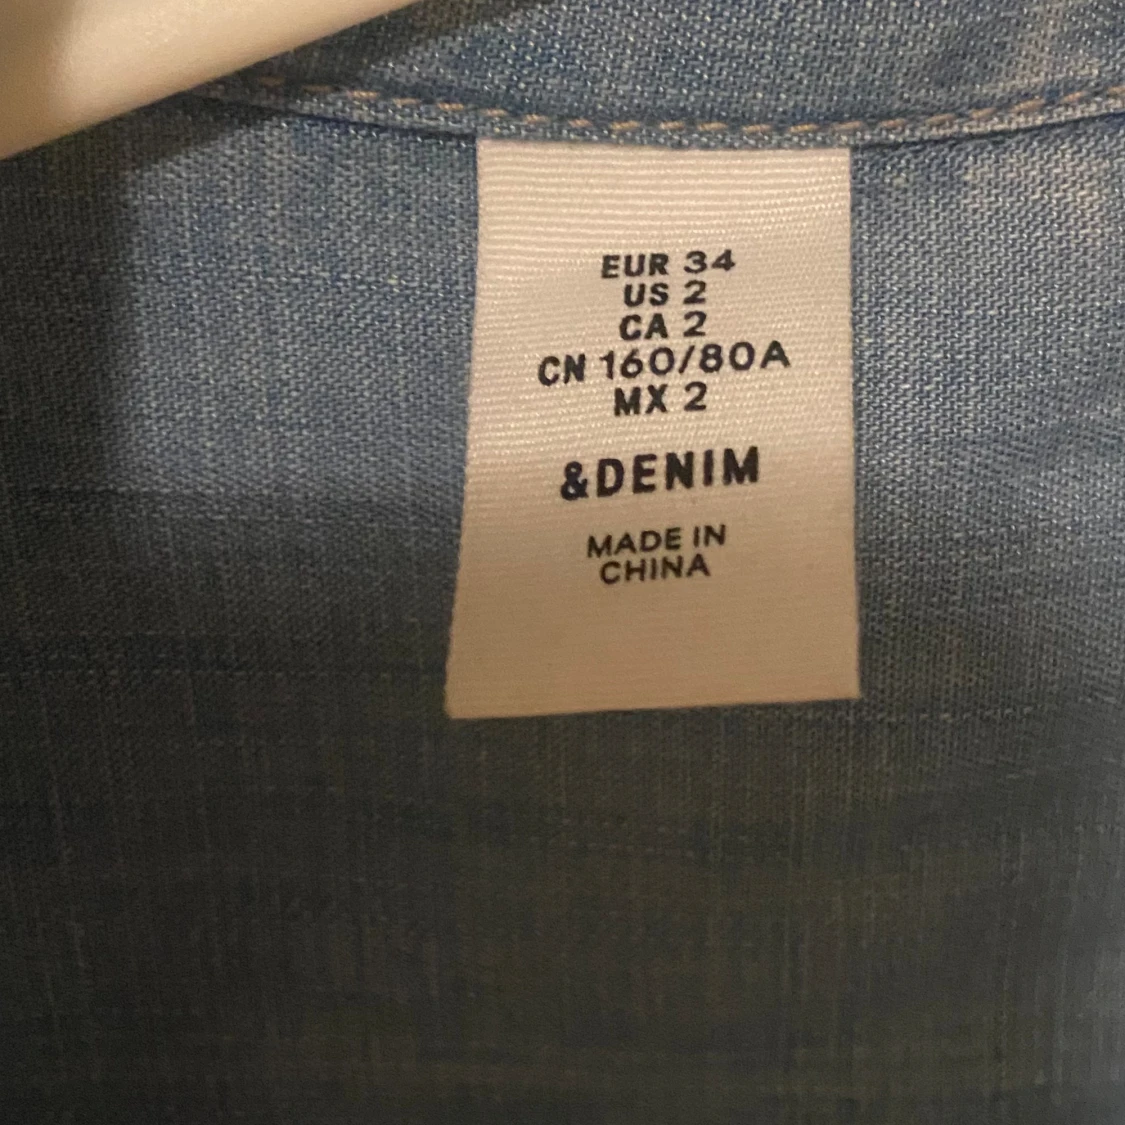 EUR 34
US 2
CA 2
CN 160/80A
MX 2
&DENIM
MADE IN
CHINA